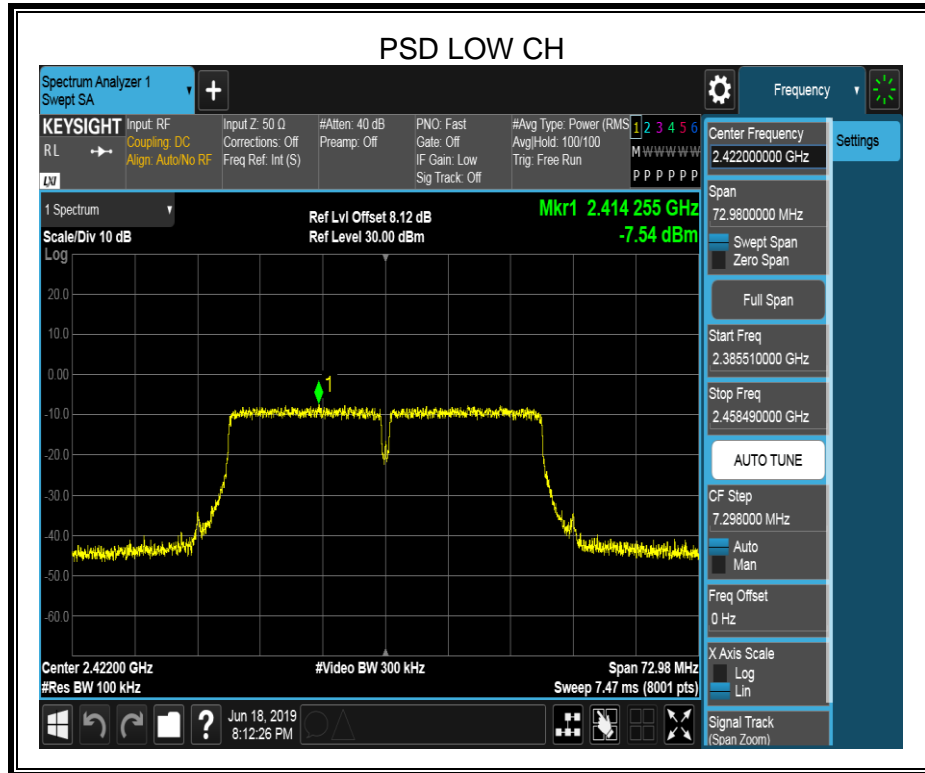 PSD LOW CH
Spectrum Analyzer 1
Swept SA
+
Frequency
KEYSIGHT
RL
LXI
Input: RF
Coupling: DC
Align: Auto/No RF
Input Z: 50 Ω
Corrections: Off
Freq Ref: Int (S)
#Atten: 40 dB
Preamp: Off
PNO: Fast
Gate: Off
IF Gain: Low
Sig Track: Off
#Avg Type: Power (RMS
Avg|Hold: 100/100
Trig: Free Run
1 2 3 4 5 6
M W W W W W
P P P P P P
1 Spectrum
Scale/Div 10 dB
Log
Ref Lvl Offset 8.12 dB
Ref Level 30.00 dBm
Mkr1 2.414 255 GHz
-7.54 dBm
20.0
10.0
0.00
-10.0
-20.0
-30.0
-40.0
-50.0
-60.0
1
Center 2.42200 GHz
#Res BW 100 kHz
#Video BW 300 kHz
Span 72.98 MHz
Sweep 7.47 ms (8001 pts)
?
Jun 18, 2019
8:12:26 PM
Center Frequency
2.422000000 GHz
Settings
Span
72.9800000 MHz
Swept Span
Zero Span
Full Span
Start Freq
2.385510000 GHz
Stop Freq
2.458490000 GHz
AUTO TUNE
CF Step
7.298000 MHz
Auto
Man
Freq Offset
0 Hz
X Axis Scale
Log
Lin
Signal Track
(Span Zoom)